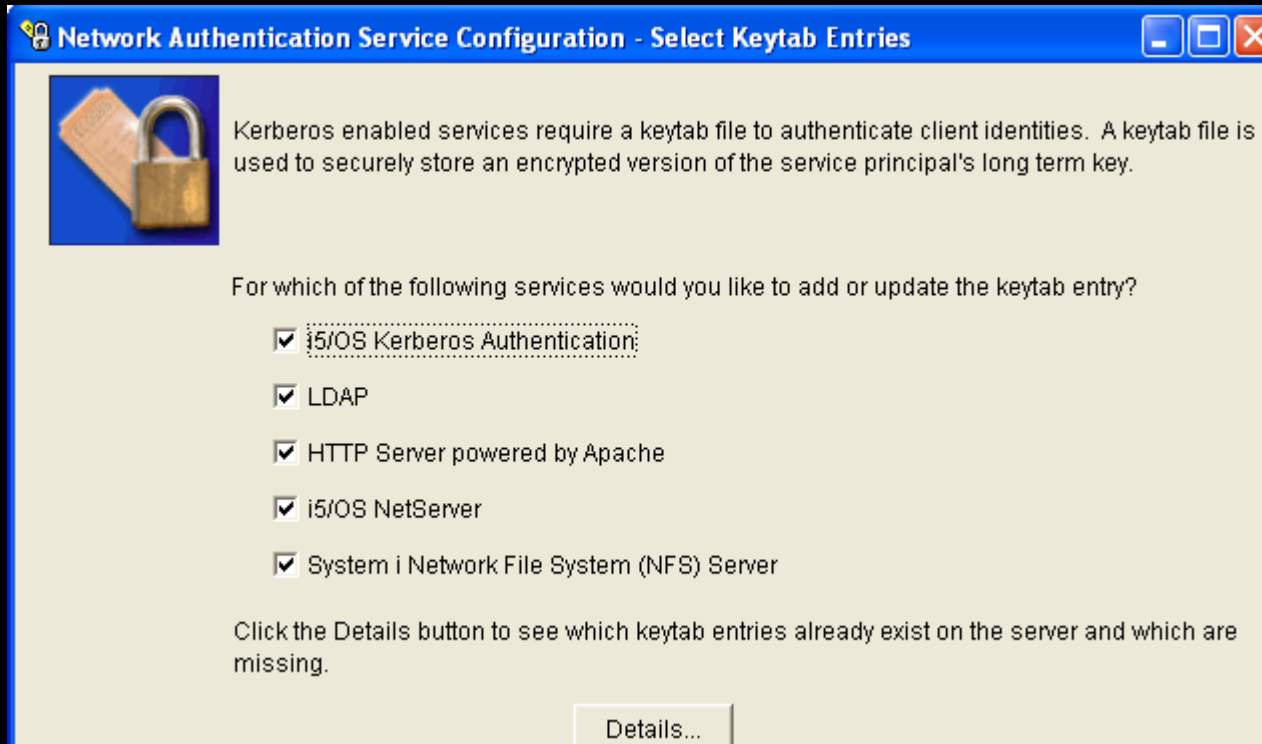 Network Authentication Service Configuration - Select Keytab Entries
Kerberos enabled services require a keytab file to authenticate client identities. A keytab file is
used to securely store an encrypted version of the service principal's long term key.
For which of the following services would you like to add or update the keytab entry?
i5/OS Kerberos Authentication
LDAP
HTTP Server powered by Apache
i5/OS NetServer
System i Network File System (NFS) Server
Click the Details button to see which keytab entries already exist on the server and which are
missing.
Details...